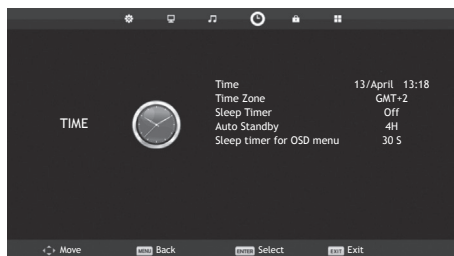 TIME
Time 13/April 13:18
Time Zone GMT+2
Sleep Timer Off
Auto Standby 4H
Sleep timer for OSD menu 30 S
Move MENU Back ENTER Select EXIT Exit